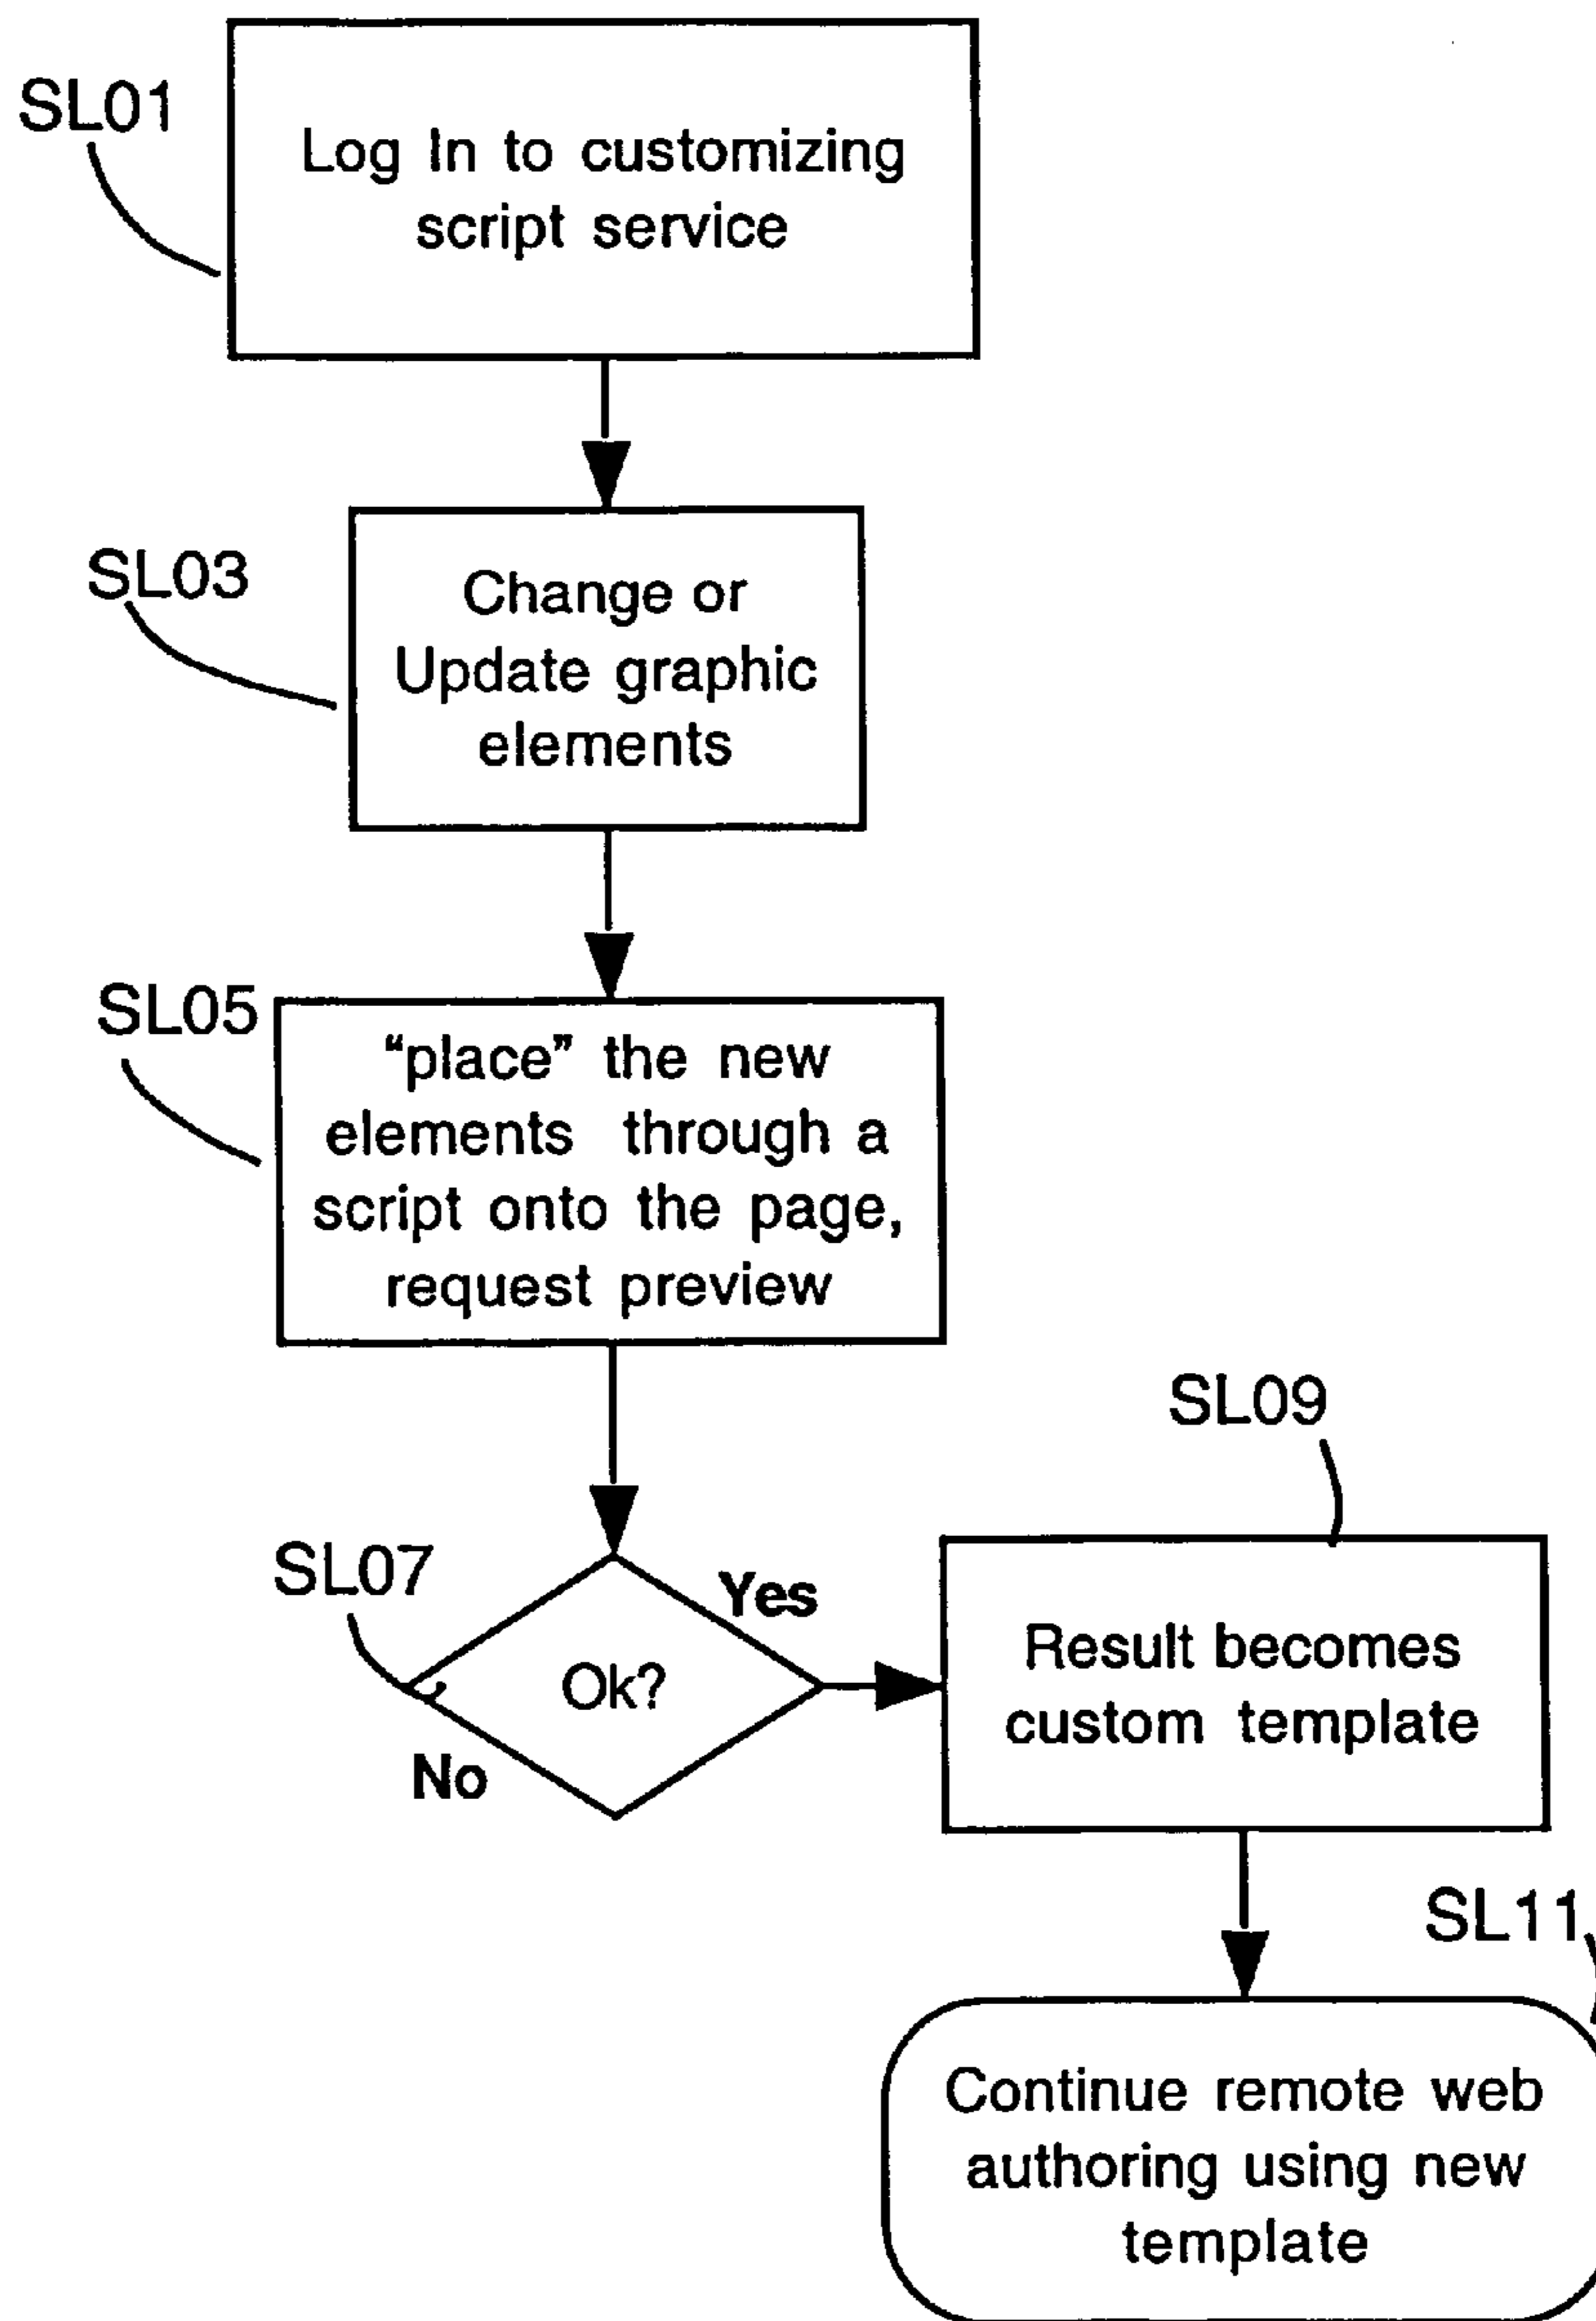 SL01
Log In to customizing
script service
SL03
Change or
Update graphic
elements
SL05
“place” the new
elements through a
script onto the page,
request preview
SL09
SL07
Yes
Ok?
No
Result becomes
custom template
SL11
Continue remote web
authoring using new
template